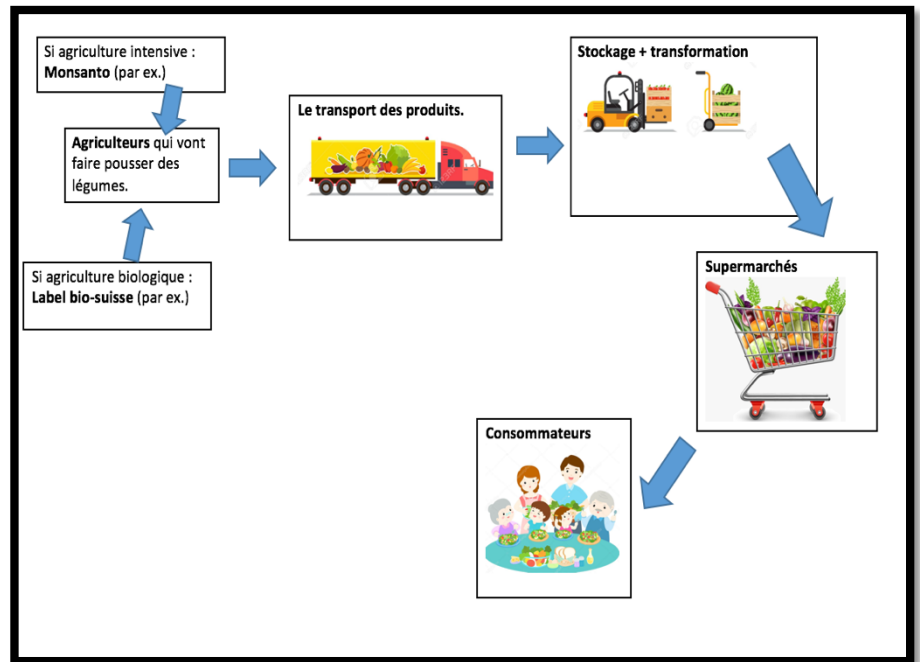 Si agriculture intensive :
Monsanto (par ex.)
Agriculteurs qui vont
faire pousser des
légumes.
Si agriculture biologique :
Label bio-suisse (par ex.)
Le transport des produits.
Stockage + transformation
Supermarchés
Consommateurs